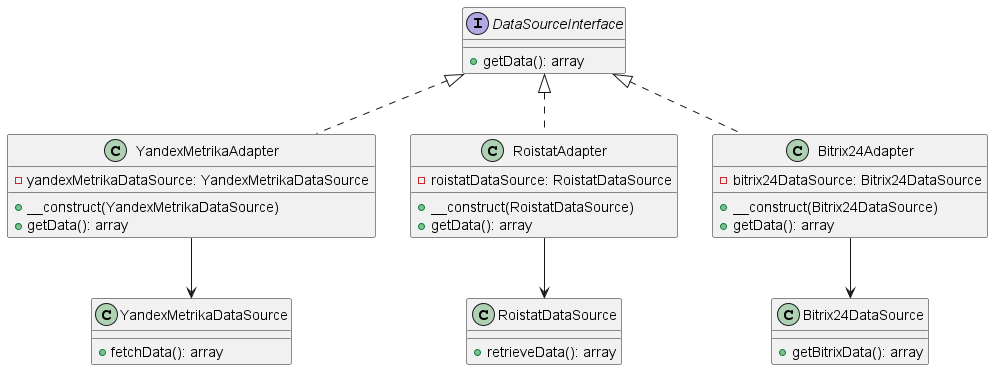 I DataSourceInterface
getData(): array
C YandexMetrikaAdapter
yandexMetrikaDataSource: YandexMetrikaDataSource
__construct(YandexMetrikaDataSource)
getData(): array
C RoistatAdapter
roistatDataSource: RoistatDataSource
__construct(RoistatDataSource)
getData(): array
C Bitrix24Adapter
bitrix24DataSource: Bitrix24DataSource
__construct(Bitrix24DataSource)
getData(): array
C YandexMetrikaDataSource
fetchData(): array
C RoistatDataSource
retrieveData(): array
C Bitrix24DataSource
getBitrixData(): array